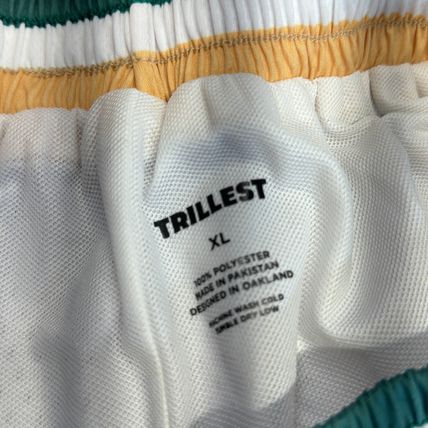 TRILLEST
XL
100% POLYESTER
MADE IN PAKISTAN
DESIGNED IN OAKLAND
MACHINE WASH COLD
TUMBLE DRY LOW